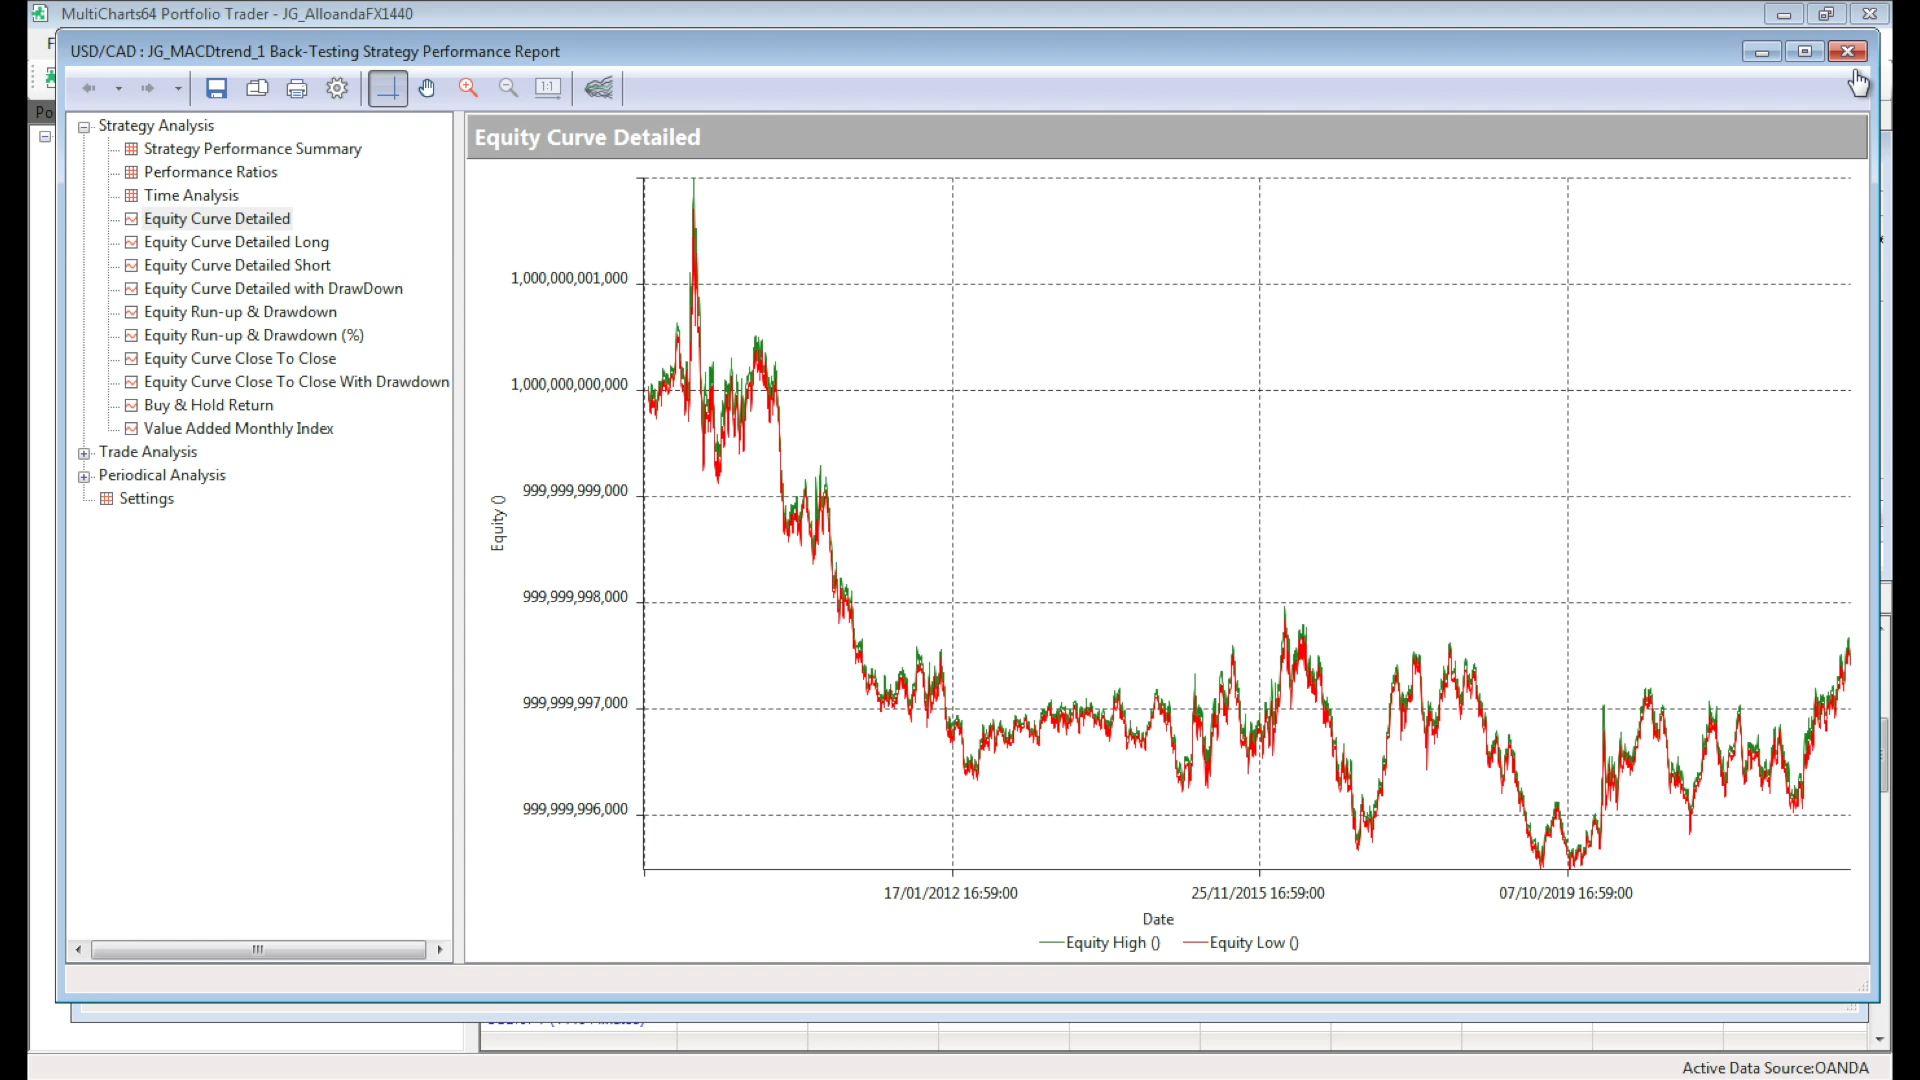 MultiCharts64 Portfolio Trader - JG_AlloandaFX1440
USD/CAD : JG_MACDtrend_1 Back-Testing Strategy Performance Report
1:1
Po
Strategy Analysis
Strategy Performance Summary
Performance Ratios
Time Analysis
Equity Curve Detailed
Equity Curve Detailed Long
Equity Curve Detailed Short
Equity Curve Detailed with DrawDown
Equity Run-up & Drawdown
Equity Run-up & Drawdown (%)
Equity Curve Close To Close
Equity Curve Close To Close With Drawdown
Buy & Hold Return
Value Added Monthly Index
Trade Analysis
Periodical Analysis
Settings
Equity Curve Detailed
1,000,000,001,000
1,000,000,000,000
999,999,999,000
999,999,998,000
999,999,997,000
999,999,996,000
Equity ()
17/01/2012 16:59:00
25/11/2015 16:59:00
07/10/2019 16:59:00
Date
Equity High ()
Equity Low ()
Active Data Source:OANDA